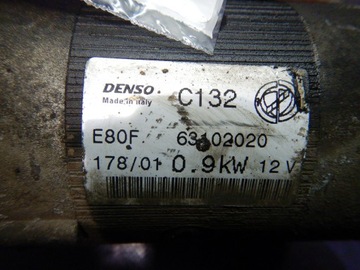 DENSO C132
Made in Italy
E80F 63102020
178/01 0.9kW 12V